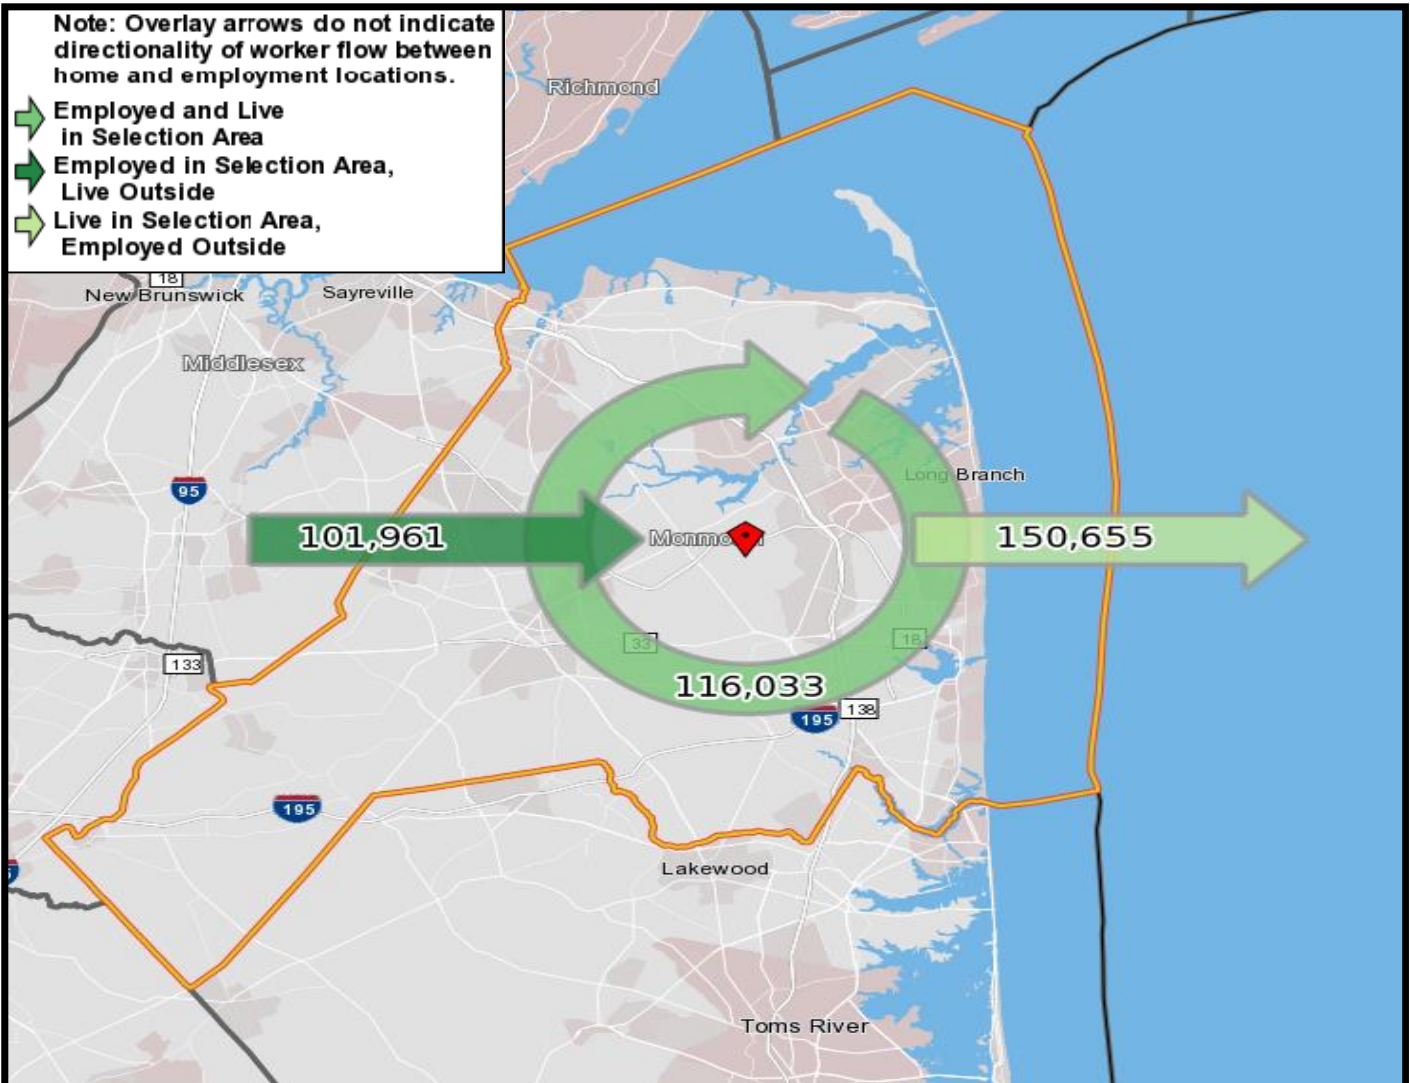 Note: Overlay arrows do not indicate
directionality of worker flow between
home and employment locations.
Employed and Live
in Selection Area
Employed in Selection Area,
Live Outside
Live in Selection Area,
Employed Outside
Richmond
18
New Brunswick
Sayreville
Middlesex
Long Branch
95
101,961
Monmouth
150,655
33
18
133
116,033
138
195
195
Lakewood
Toms River